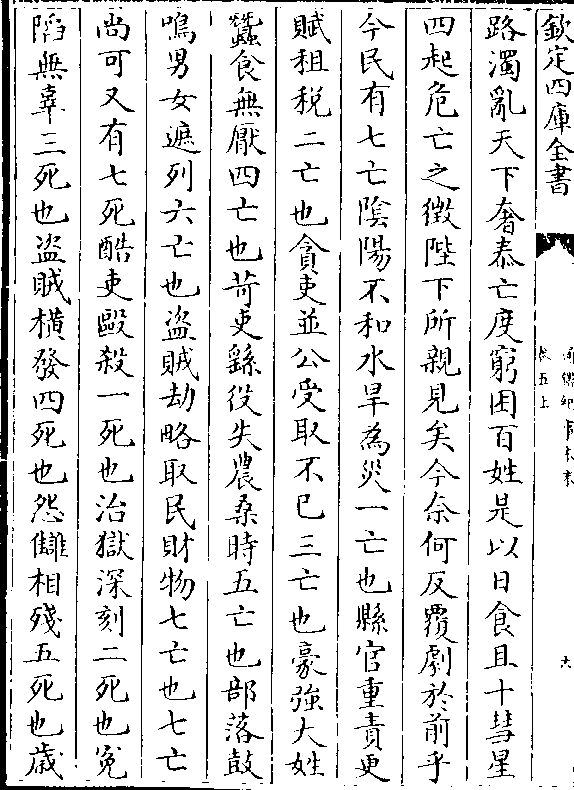 欽定四庫全書
卷五上
六
路濁亂天下奢泰亡度窮困百姓是以日食且十彗星
四起危亡之徵陛下所親見矣今奈何反覆劇於前乎
今民有七亡隂陽不和水旱為災一亡也縣官重責更
賦租稅二亡也貪吏並公受取不已三亡也豪強大姓
蠶食無厭四亡也苛吏繇役失農桑時五亡也部落鼓
鳴男女遮列六亡也盜賊劫略取民財物七亡也七亡
尚可又有七死酷吏毆殺一死也治獄深刻二死也冤
陷無辜三死也盜賊橫發四死也怨讎相殘五死也歲